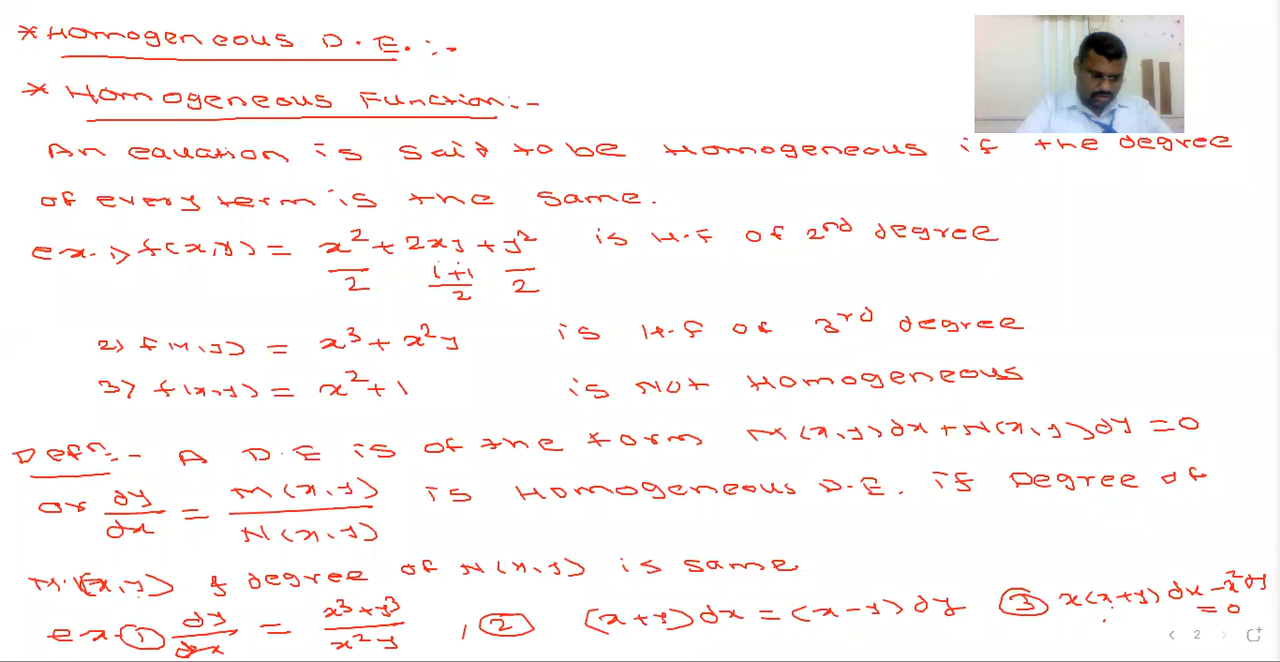 * Homogeneous D.E. :-
* Homogeneous Function :-
An equation is said to be Homogeneous if the degree
of every term is the same.
ex. 1) f(x,y) = x² + 2xy + y² is H.F of 2nd degree
2 1+1 2
2
2) f(x,y) = x³ + x²y is H.F of 3rd degree
3) f(x,y) = x² + 1 is Not Homogeneous
Defn:- A D.E is of the form M(x,y)dx + N(x,y)dy = 0
or dy/dx = M(x,y)/N(x,y) is Homogeneous D.E. if Degree of
M(x,y) & degree of N(x,y) is same
ex ① dy/dx = x³+y³/x²y , ② (x+y)dx = (x-y)dy ③ x(x+y)dx - x²dy = 0
< 2 >